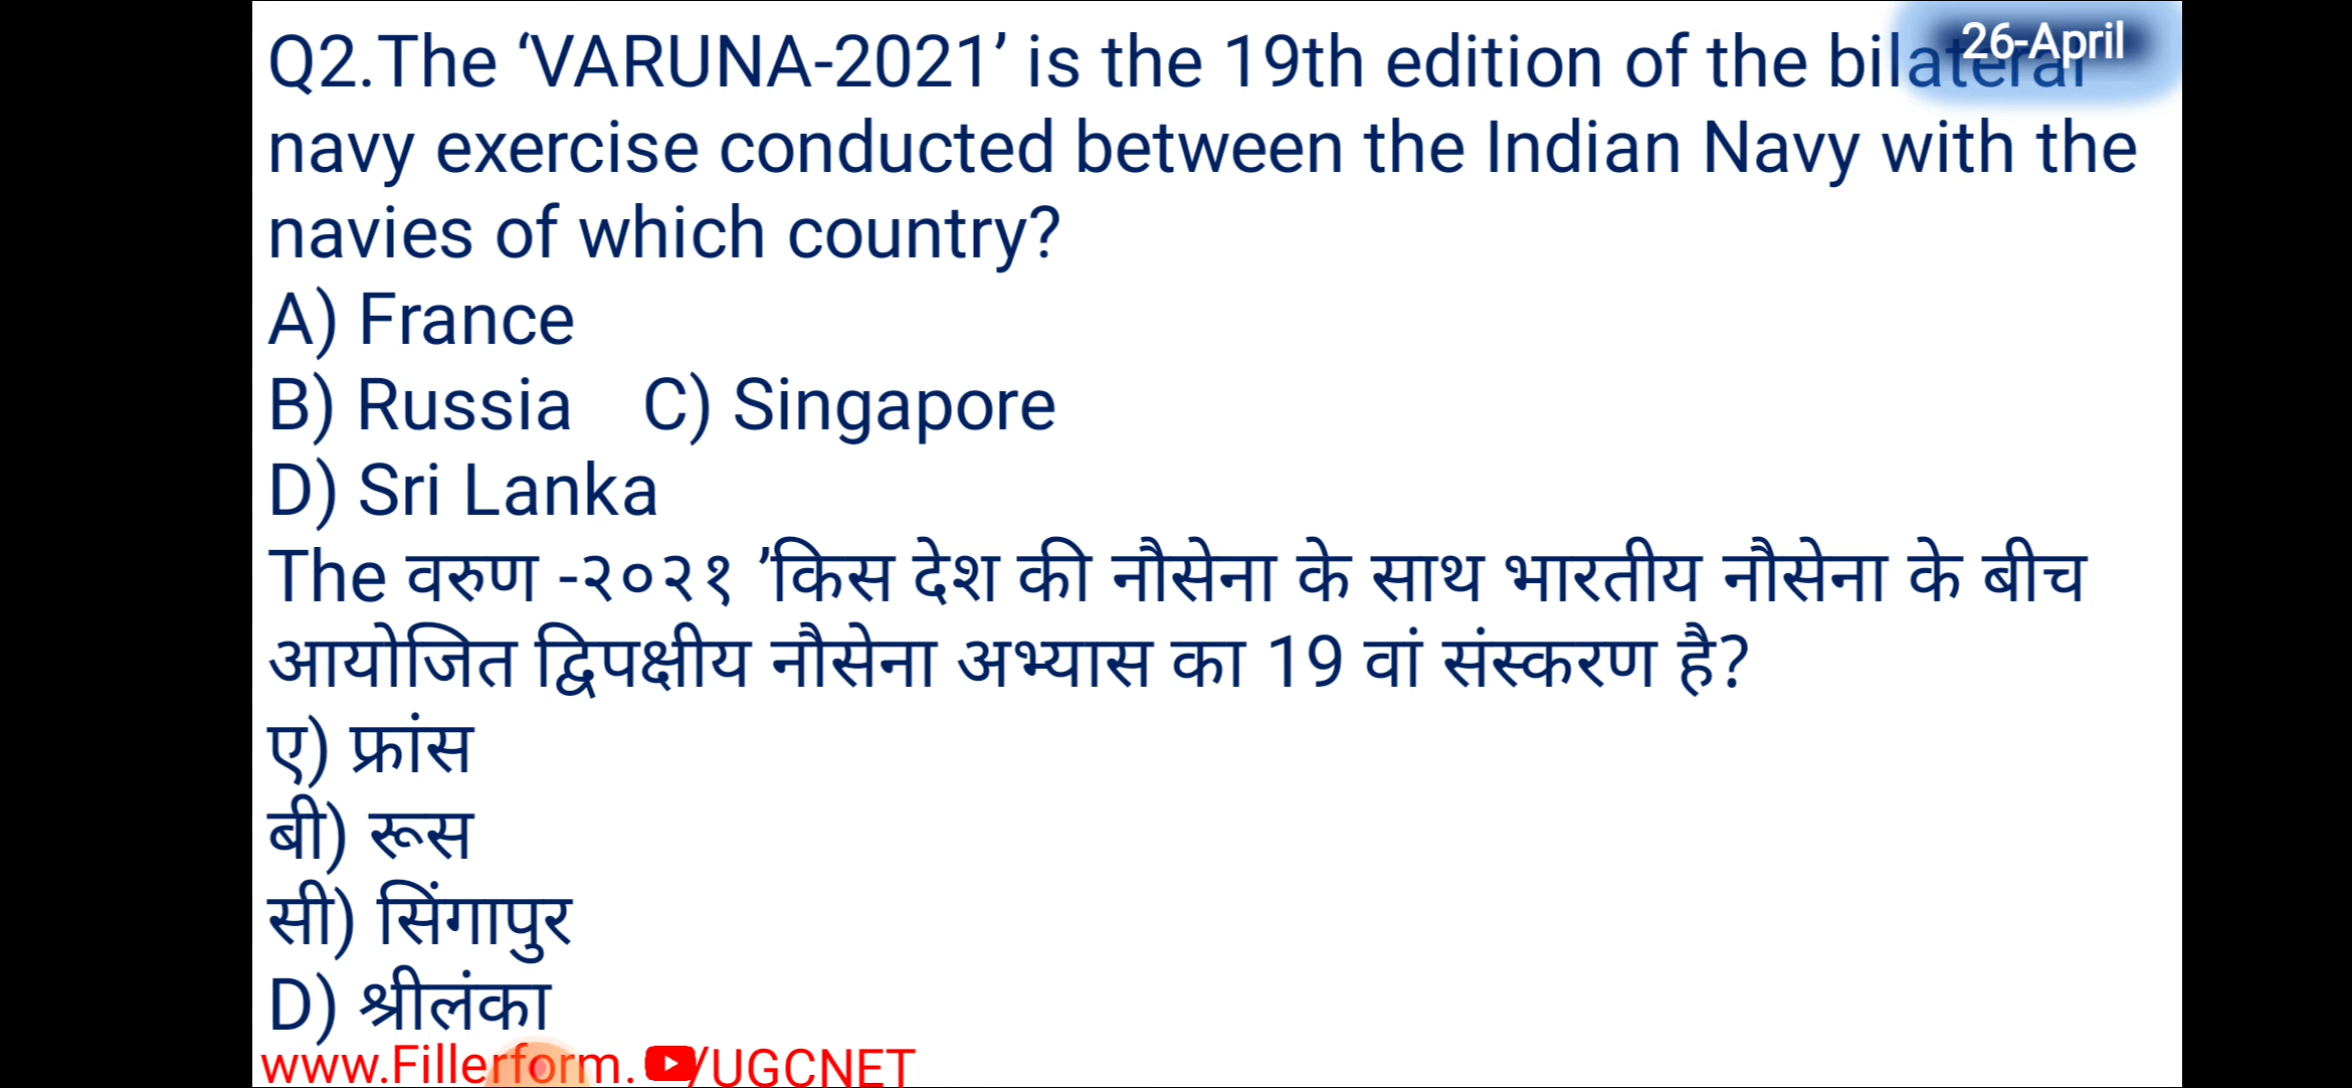 26-April
Q2.The ‘VARUNA-2021’ is the 19th edition of the bilateral
navy exercise conducted between the Indian Navy with the
navies of which country?
A) France
B) Russia C) Singapore
D) Sri Lanka
The वरुण -२०२१ ’किस देश की नौसेना के साथ भारतीय नौसेना के बीच
आयोजित द्विपक्षीय नौसेना अभ्यास का 19 वां संस्करण है?
ए) फ्रांस
बी) रूस
सी) सिंगापुर
D) श्रीलंका
www.Fillerform. /UGCNET